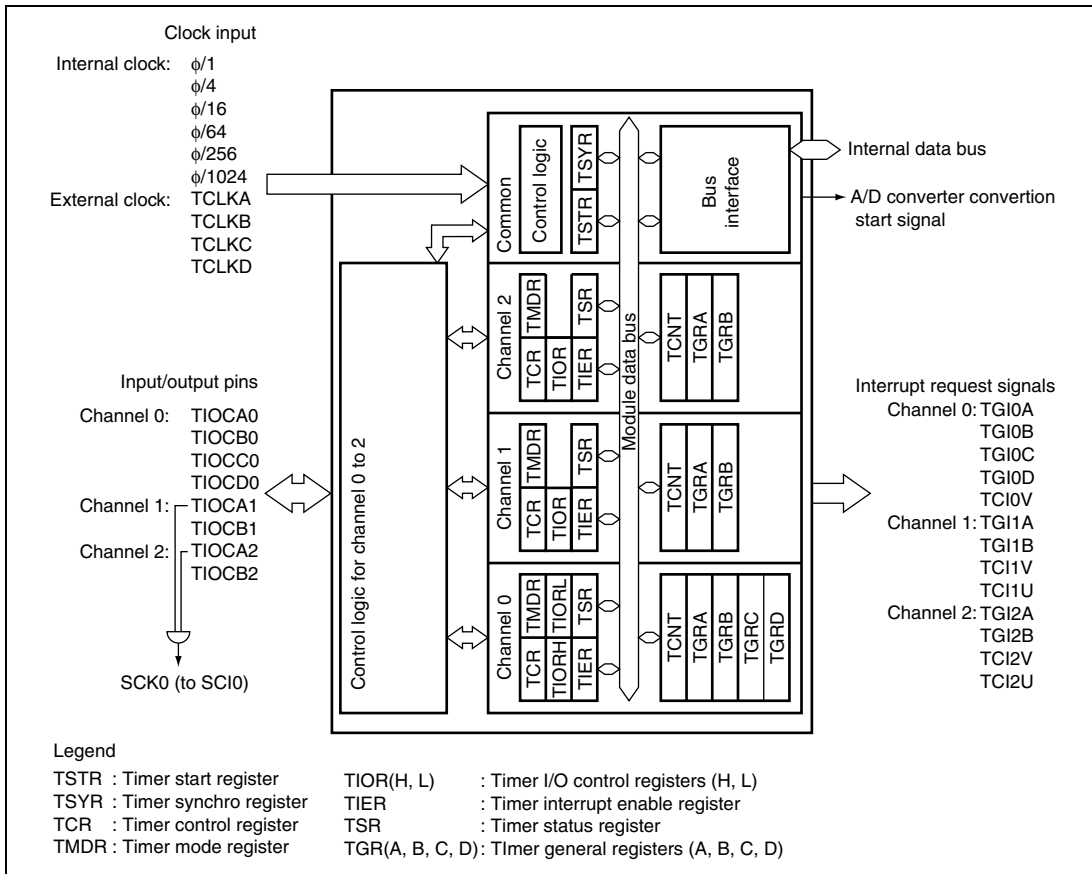 Clock input
Internal clock: ϕ/1
ϕ/4
ϕ/16
ϕ/64
ϕ/256
ϕ/1024
External clock: TCLKA
TCLKB
TCLKC
TCLKD
Input/output pins
Channel 0: TIOCA0
TIOCB0
TIOCC0
TIOCD0
Channel 1: TIOCA1
TIOCB1
Channel 2: TIOCA2
TIOCB2
SCK0 (to SCI0)
Control logic for channel 0 to 2
Common
Control logic
TSTR TSYR
Bus
interface
Module data bus
Channel 2
TCR TMDR
TIOR
TIER TSR
TCNT
TGRA
TGRB
Channel 1
TCR TMDR
TIOR
TIER TSR
TCNT
TGRA
TGRB
Channel 0
TCR TMDR
TIORH TIORL
TIER TSR
TCNT
TGRA
TGRB
TGRC
TGRD
Internal data bus
A/D converter convertion
start signal
Interrupt request signals
Channel 0: TGI0A
TGI0B
TGI0C
TGI0D
TCI0V
Channel 1: TGI1A
TGI1B
TCI1V
TCI1U
Channel 2: TGI2A
TGI2B
TCI2V
TCI2U
Legend
TSTR : Timer start register
TSYR : Timer synchro register
TCR : Timer control register
TMDR : Timer mode register
TIOR(H, L) : Timer I/O control registers (H, L)
TIER : Timer interrupt enable register
TSR : Timer status register
TGR(A, B, C, D) : TImer general registers (A, B, C, D)